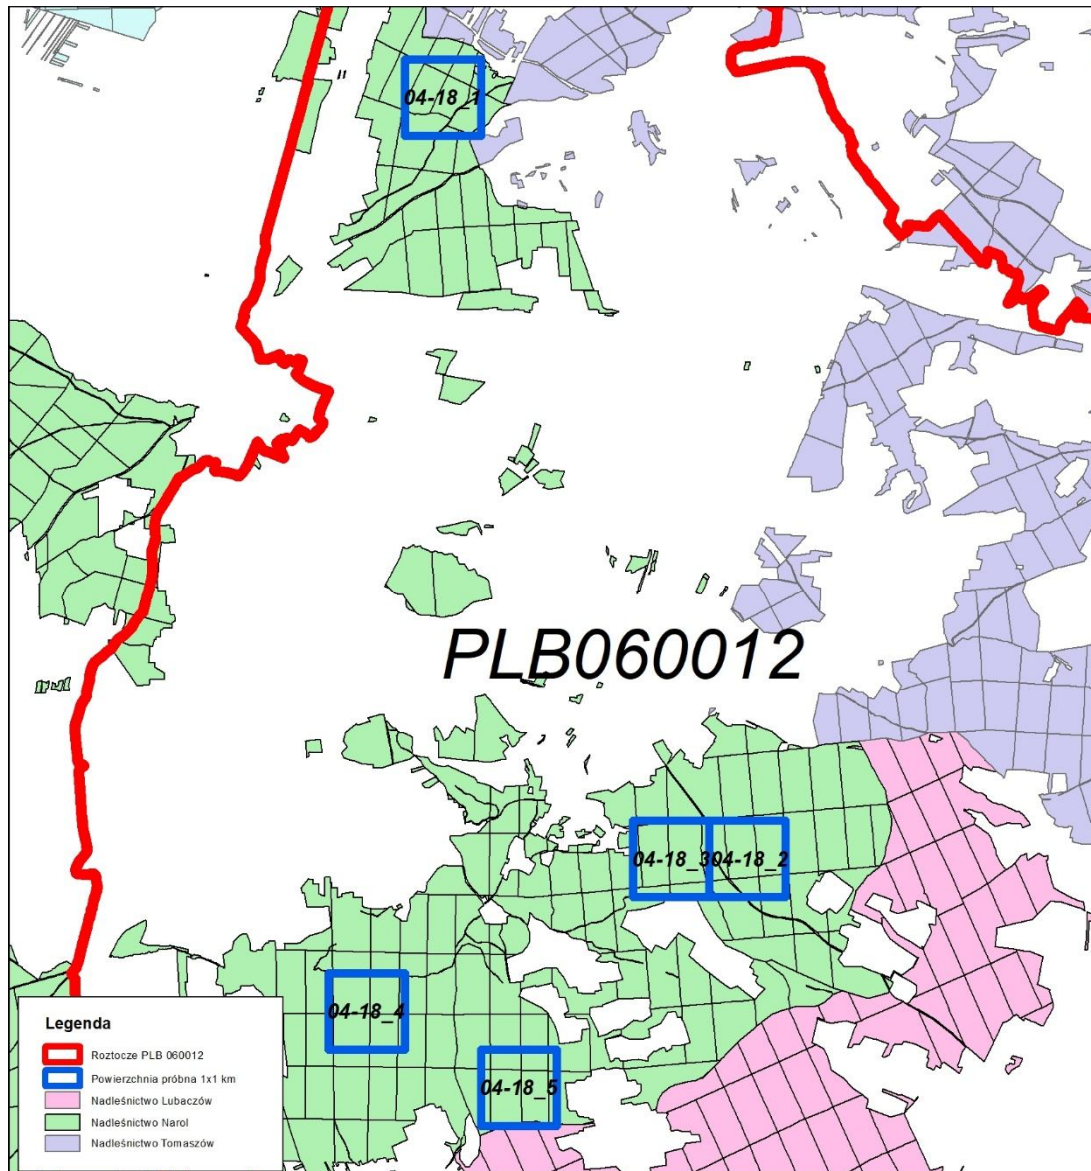 04-18_1
PLB060012
04-18_3
04-18_2
04-18_4
04-18_5
Legenda
Roztocze PLB 060012
Powierzchnia próbna 1x1 km
Nadleśnictwo Lubaczów
Nadleśnictwo Narol
Nadleśnictwo Tomaszów